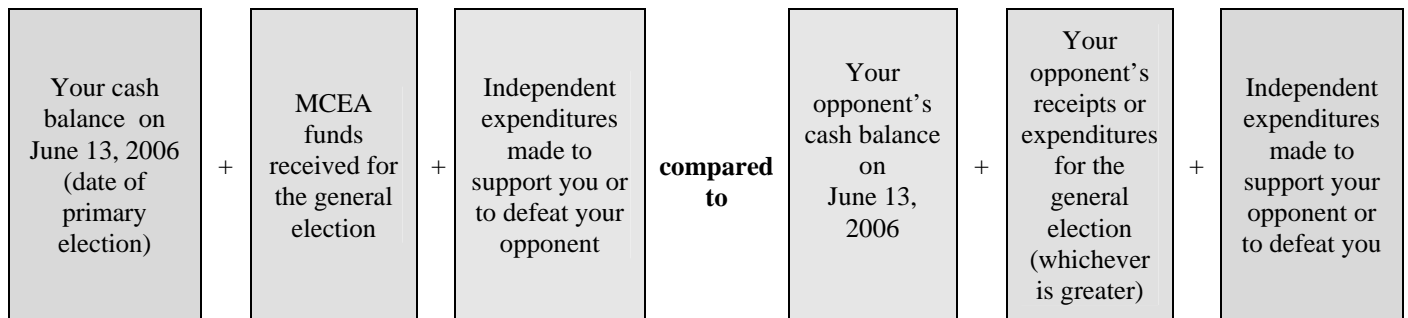 Your cash
balance on
June 13, 2006
(date of
primary
election)
+
MCEA
funds
received for
the general
election
+
Independent
expenditures
made to
support you or
to defeat your
opponent
compared
to
Your
opponent’s
cash balance
on
June 13,
2006
+
Your
opponent’s
receipts or
expenditures
for the
general
election
(whichever
is greater)
+
Independent
expenditures
made to
support your
opponent or
to defeat you